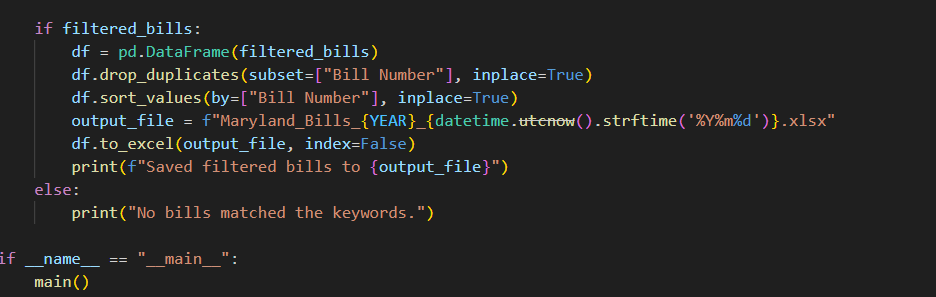 if filtered_bills:
    df = pd.DataFrame(filtered_bills)
    df.drop_duplicates(subset=["Bill Number"], inplace=True)
    df.sort_values(by=["Bill Number"], inplace=True)
    output_file = f"Maryland_Bills_{YEAR}_{datetime.utcnow().strftime('%Y%m%d')}.xlsx"
    df.to_excel(output_file, index=False)
    print(f"Saved filtered bills to {output_file}")
else:
    print("No bills matched the keywords.")
if __name__ == "__main__":
    main()